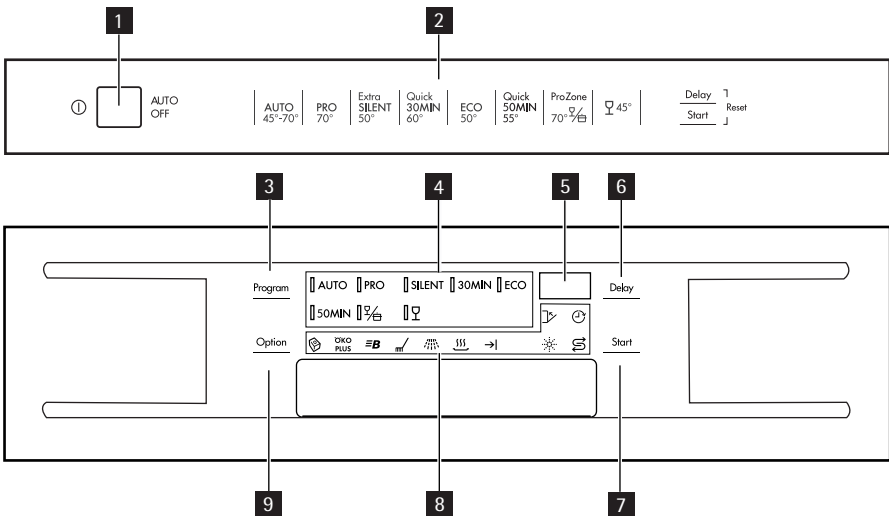 1
2
AUTO
OFF
AUTO
45°-70°
PRO
70°
Extra
SILENT
50°
Quick
30MIN
60°
ECO
50°
Quick
50MIN
55°
ProZone
70°
45°
Delay
Start
Reset
3
4
5
6
Program
AUTO PRO SILENT 30MIN ECO
Delay
50MIN
Option
ÖKO
PLUS
B
Start
9
8
7